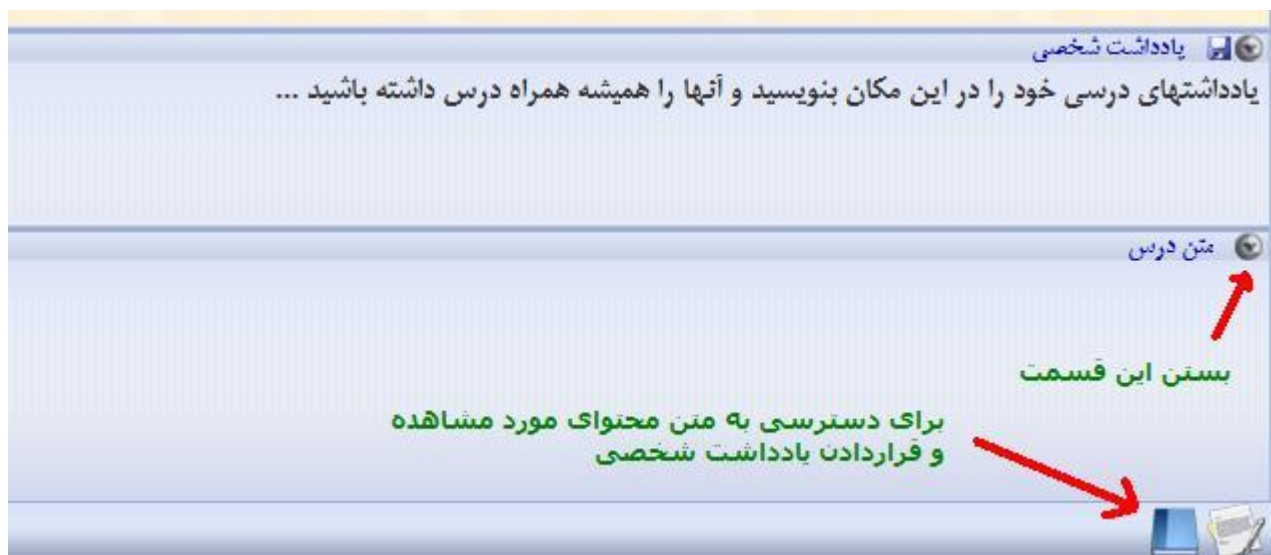 یادداشت شخصی
یادداشتهای درسی خود را در این مکان بنویسید و آنها را همیشه همراه درس داشته باشید ...
متن درس
بستن این قسمت
برای دسترسی به متن محتوای مورد مشاهده
و قراردادن یادداشت شخصی